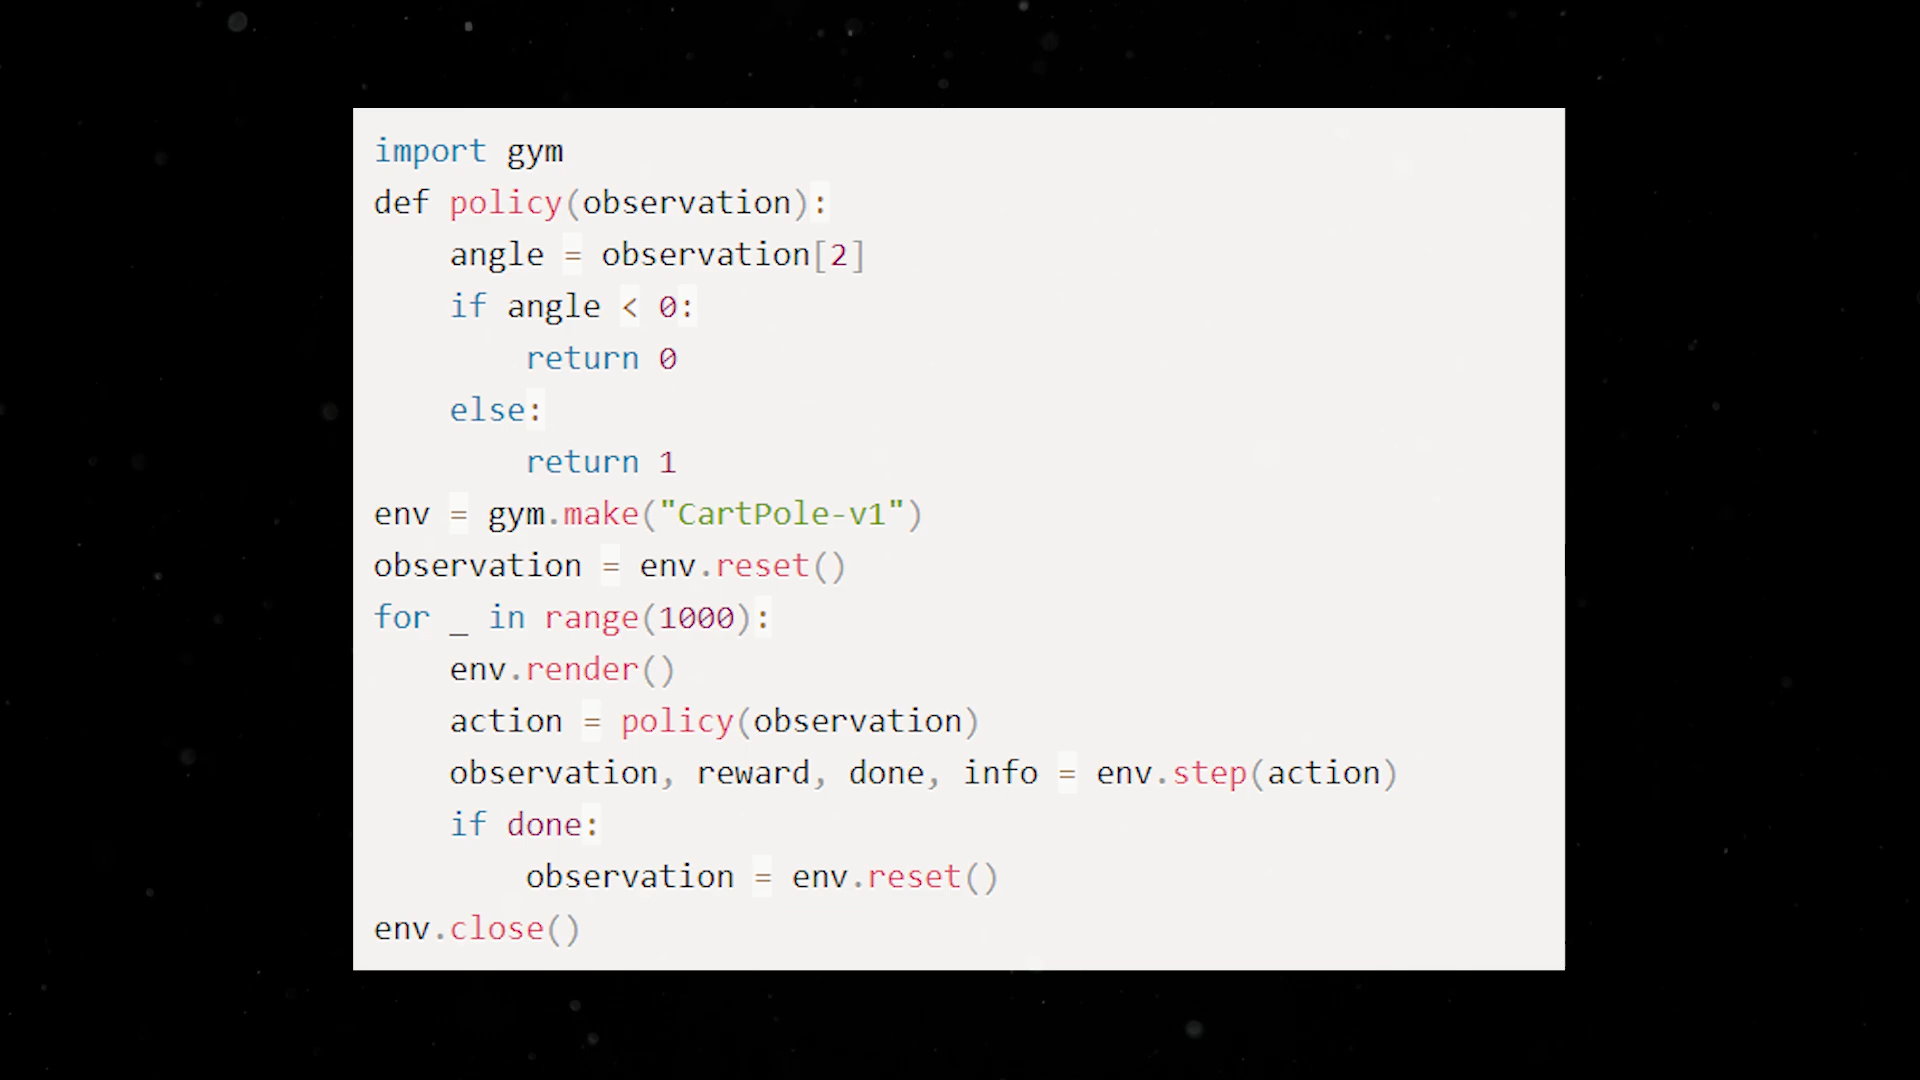 import gym
def policy(observation):
    angle = observation[2]
    if angle < 0:
        return 0
    else:
        return 1
env = gym.make("CartPole-v1")
observation = env.reset()
for _ in range(1000):
    env.render()
    action = policy(observation)
    observation, reward, done, info = env.step(action)
    if done:
        observation = env.reset()
env.close()